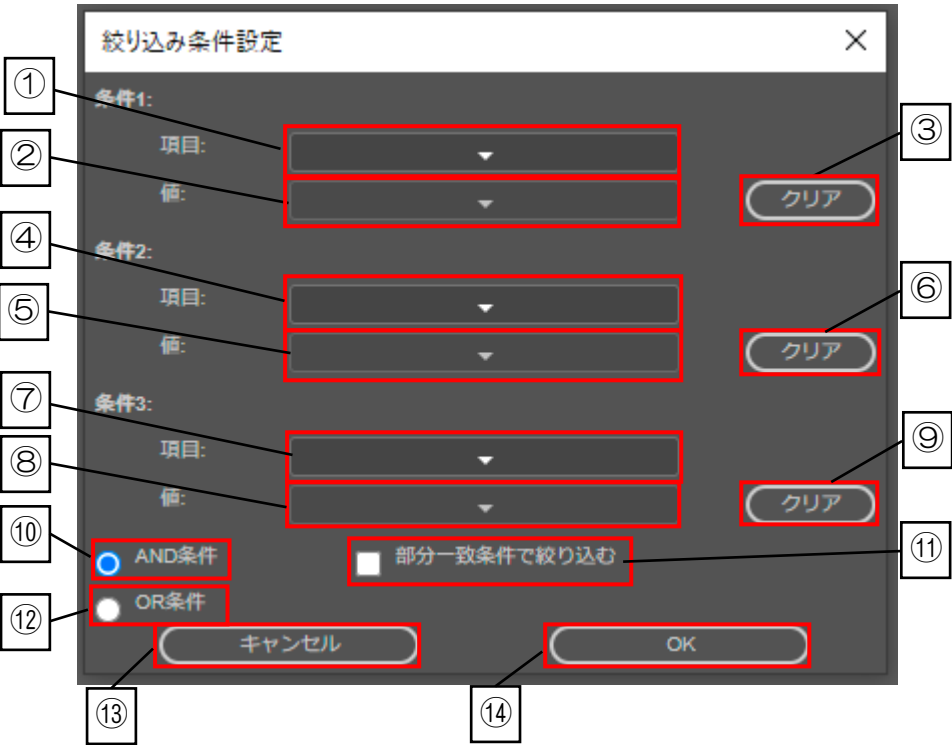 絞り込み条件設定
①
条件1:
③
項目:
②
値:
クリア
④
条件2:
⑥
項目:
⑤
値:
クリア
⑦
条件3:
⑨
項目:
⑧
値:
クリア
⑩
AND条件
部分一致条件で絞り込む
⑪
⑫
OR条件
キャンセル
OK
⑬
⑭